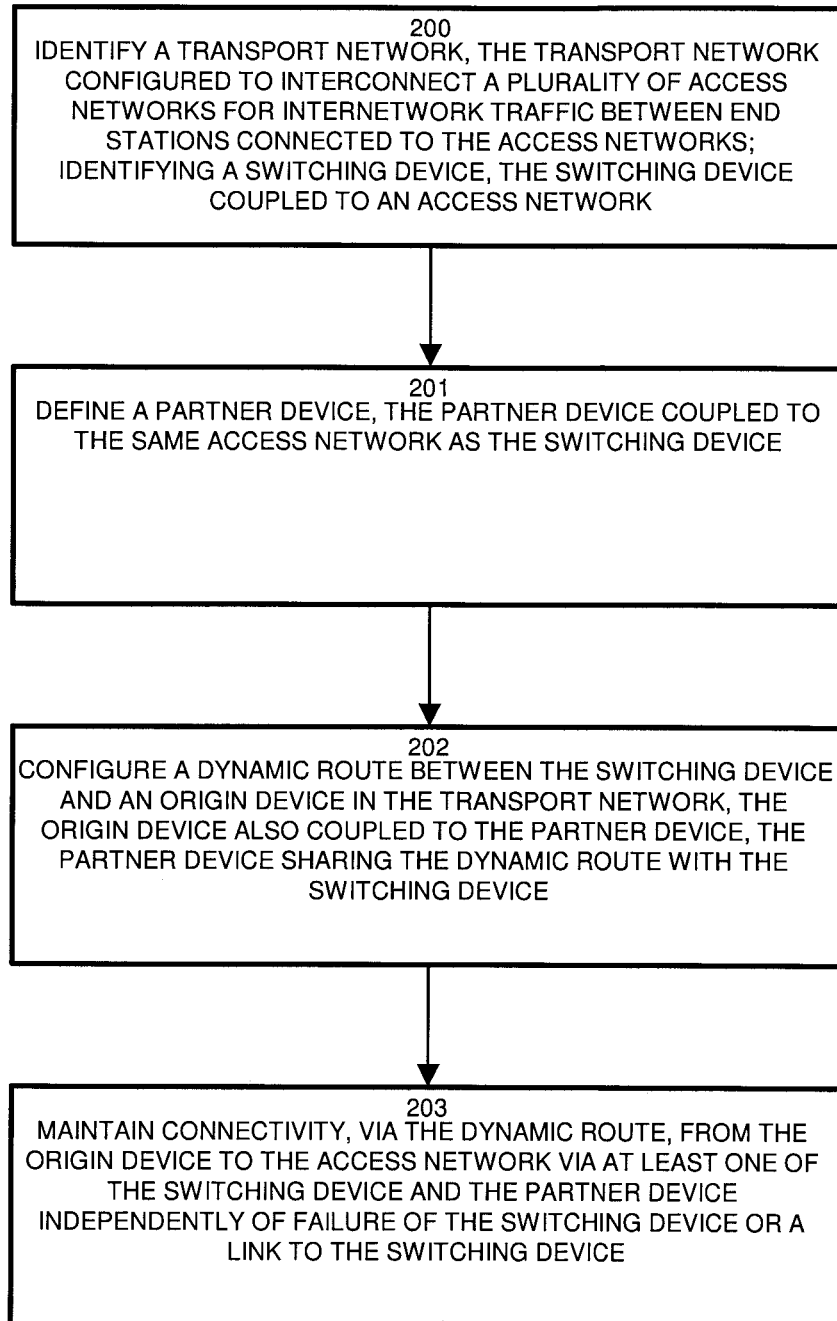 200
IDENTIFY A TRANSPORT NETWORK, THE TRANSPORT NETWORK
CONFIGURED TO INTERCONNECT A PLURALITY OF ACCESS
NETWORKS FOR INTERNETWORK TRAFFIC BETWEEN END
STATIONS CONNECTED TO THE ACCESS NETWORKS;
IDENTIFYING A SWITCHING DEVICE, THE SWITCHING DEVICE
COUPLED TO AN ACCESS NETWORK
201
DEFINE A PARTNER DEVICE, THE PARTNER DEVICE COUPLED TO
THE SAME ACCESS NETWORK AS THE SWITCHING DEVICE
202
CONFIGURE A DYNAMIC ROUTE BETWEEN THE SWITCHING DEVICE
AND AN ORIGIN DEVICE IN THE TRANSPORT NETWORK, THE
ORIGIN DEVICE ALSO COUPLED TO THE PARTNER DEVICE, THE
PARTNER DEVICE SHARING THE DYNAMIC ROUTE WITH THE
SWITCHING DEVICE
203
MAINTAIN CONNECTIVITY, VIA THE DYNAMIC ROUTE, FROM THE
ORIGIN DEVICE TO THE ACCESS NETWORK VIA AT LEAST ONE OF
THE SWITCHING DEVICE AND THE PARTNER DEVICE
INDEPENDENTLY OF FAILURE OF THE SWITCHING DEVICE OR A
LINK TO THE SWITCHING DEVICE